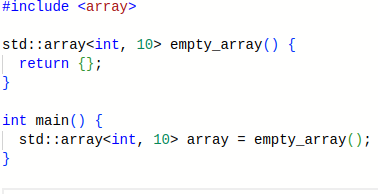 #include <array>
std::array<int, 10> empty_array() {
return {};
}
int main() {
std::array<int, 10> array = empty_array();
}